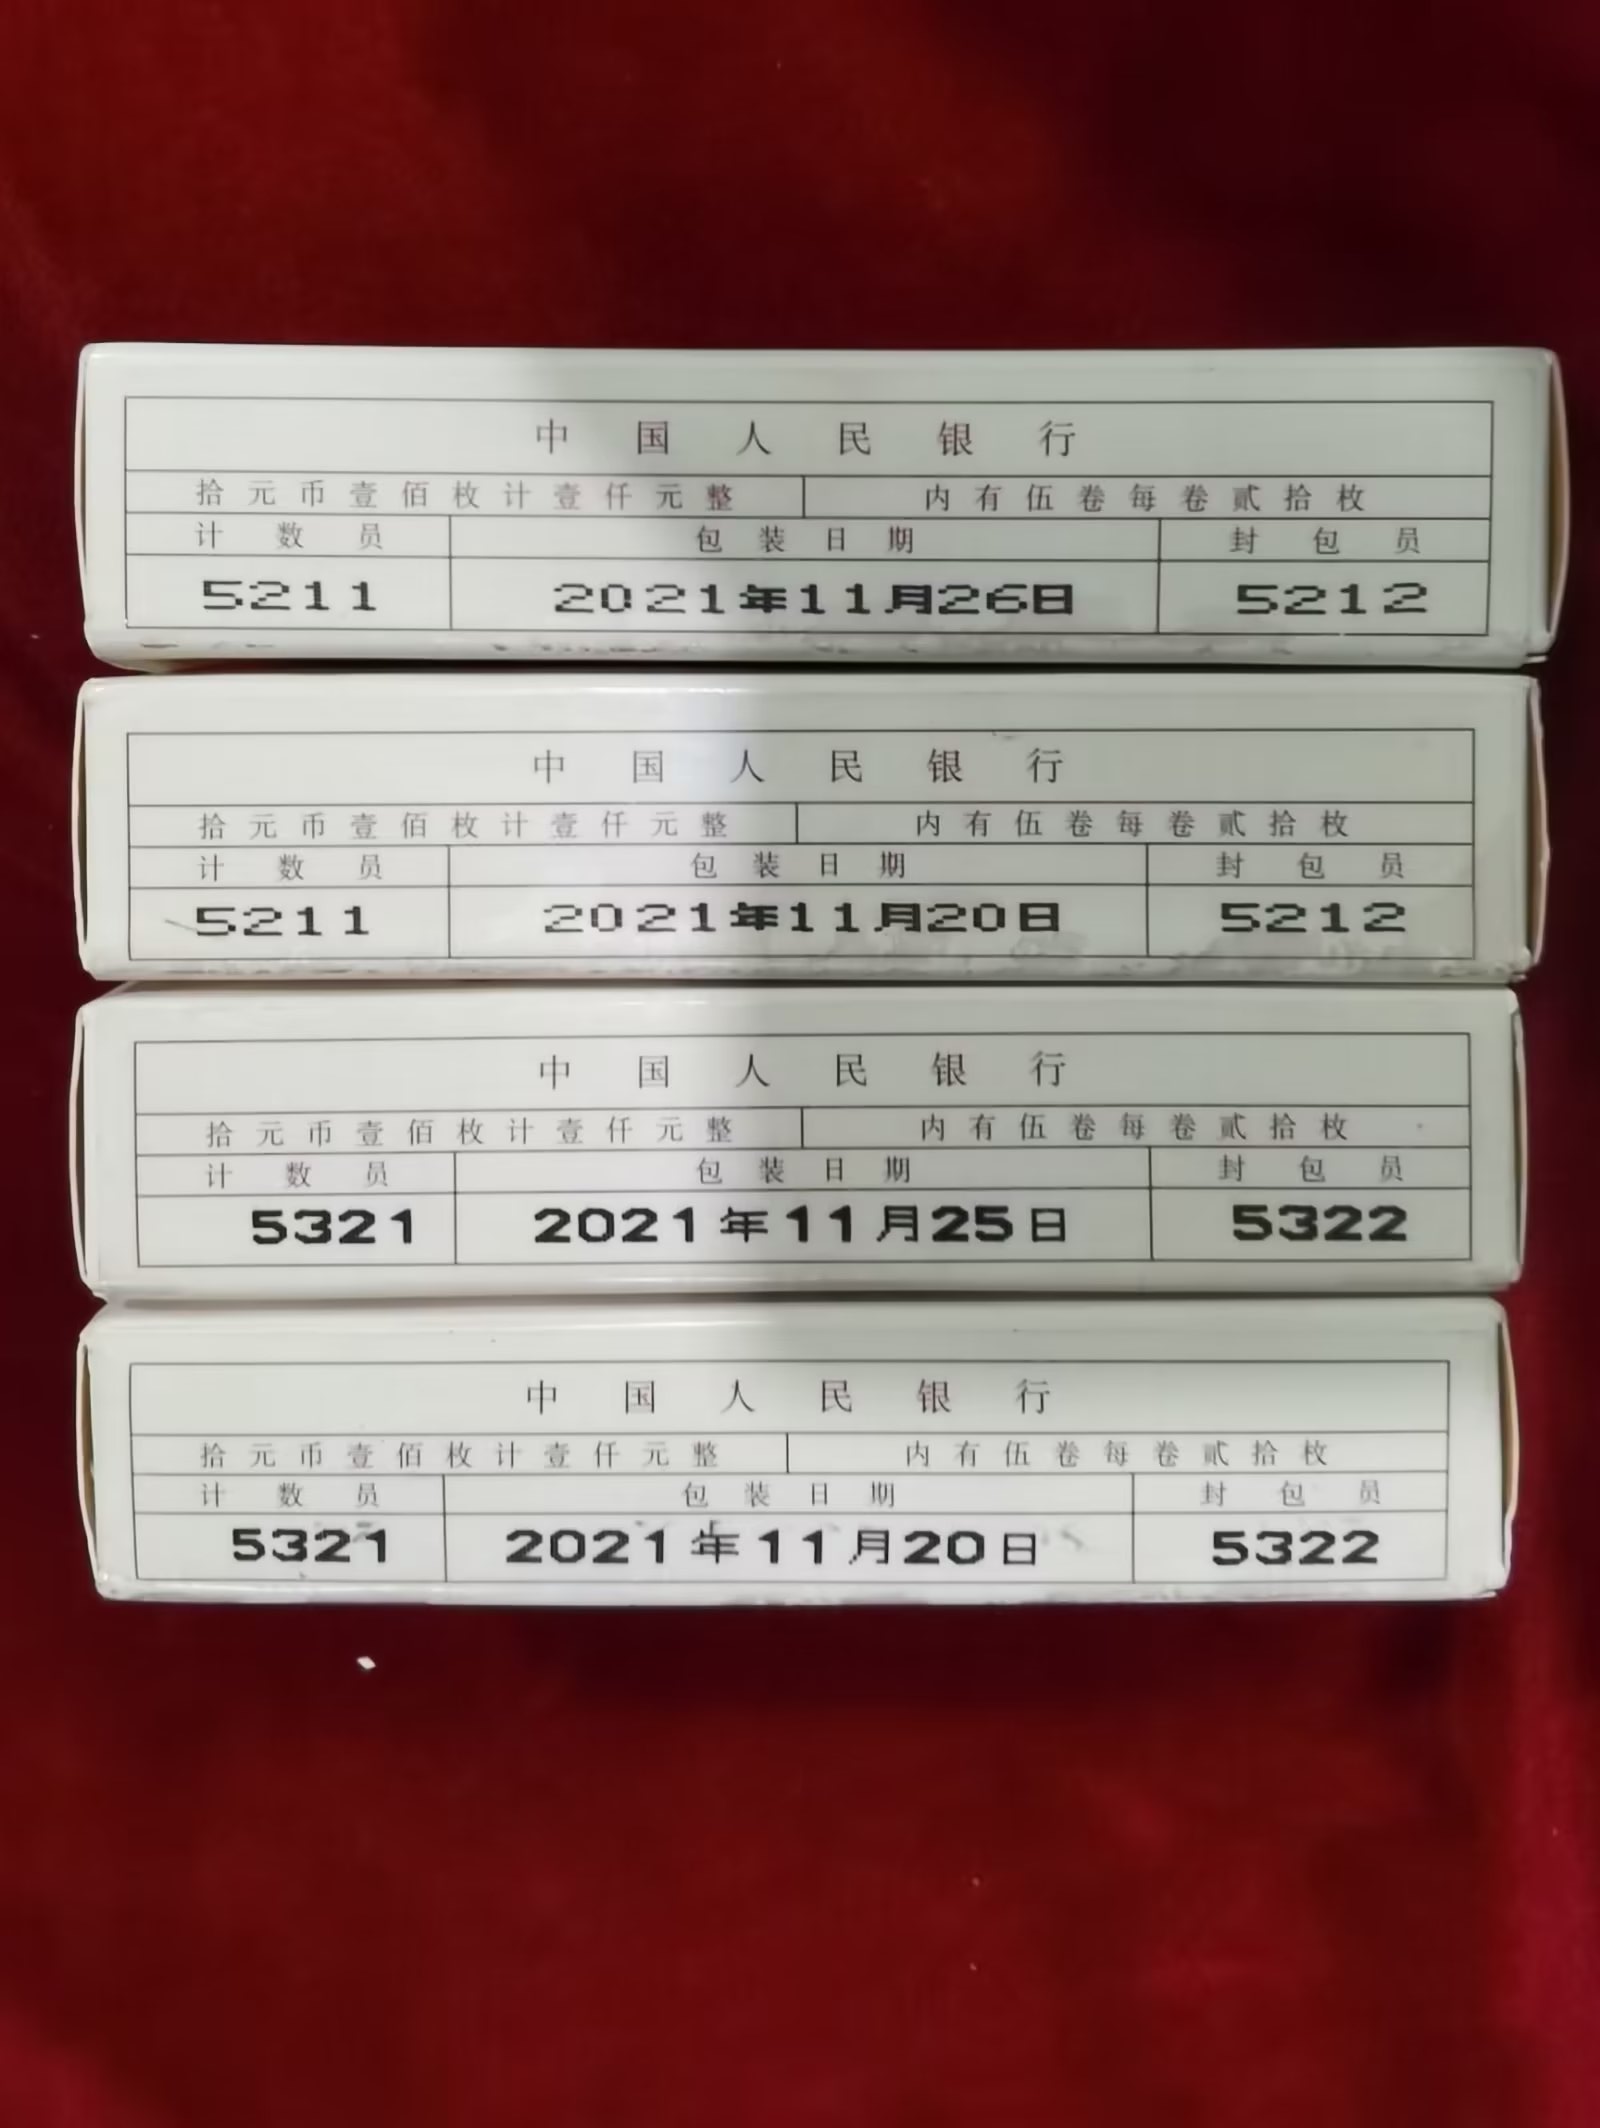 中国人民银行
拾元币壹佰枚计壹仟元整 内有伍卷每卷贰拾枚
计数员 包装日期 封包员
5211 2021年11月26日 5212
中国人民银行
拾元币壹佰枚计壹仟元整 内有伍卷每卷贰拾枚
计数员 包装日期 封包员
5211 2021年11月20日 5212
中国人民银行
拾元币壹佰枚计壹仟元整 内有伍卷每卷贰拾枚
计数员 包装日期 封包员
5321 2021年11月25日 5322
中国人民银行
拾元币壹佰枚计壹仟元整 内有伍卷每卷贰拾枚
计数员 包装日期 封包员
5321 2021年11月20日 5322